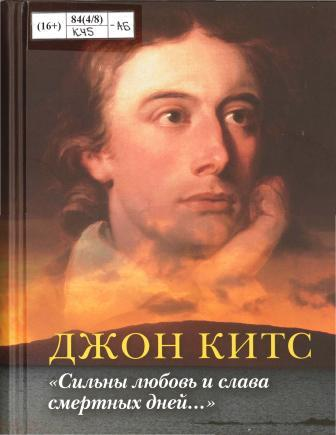 (16+) 84(4/8) -АБ
К45
ДЖОН КИТС
«Сильны любовь и слава
смертных дней...»